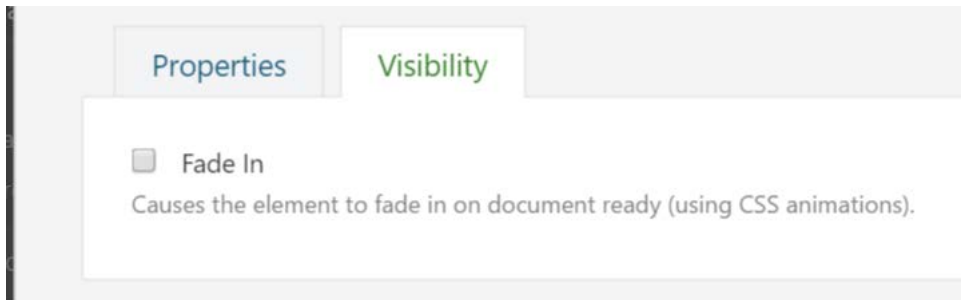 Properties
Visibility
Fade In
Causes the element to fade in on document ready (using CSS animations).